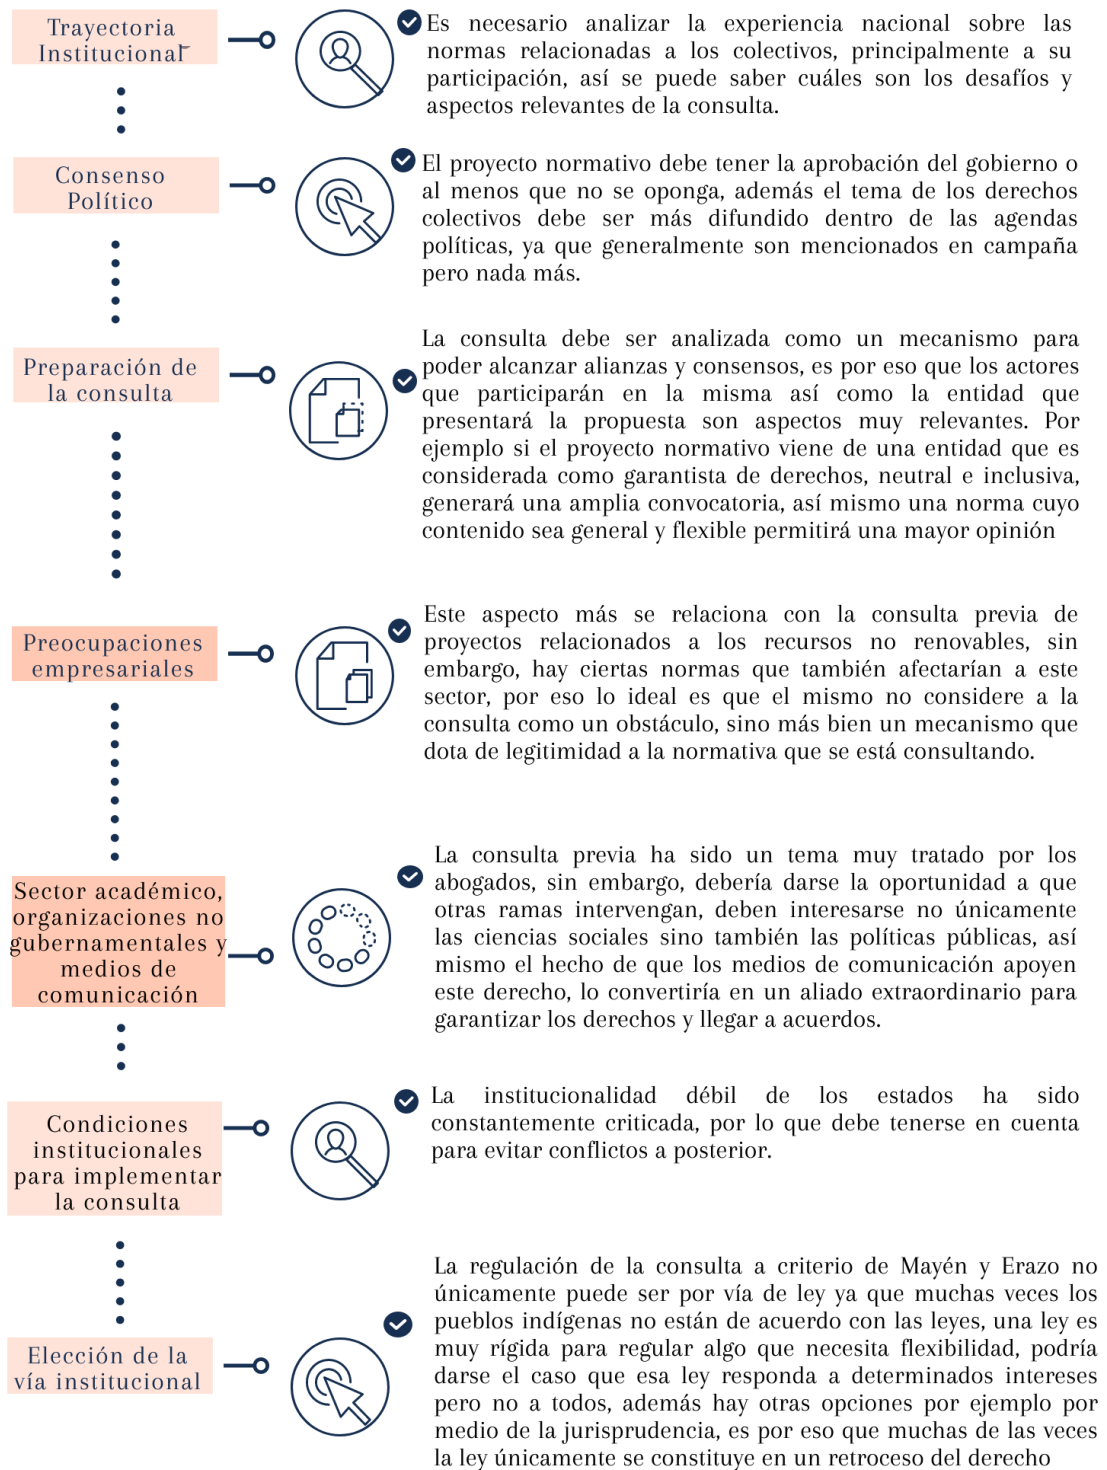 Trayectoria
Institucional
Es necesario analizar la experiencia nacional sobre las
normas relacionadas a los colectivos, principalmente a su
participación, así se puede saber cuáles son los desafíos y
aspectos relevantes de la consulta.
Consenso
Político
El proyecto normativo debe tener la aprobación del gobierno o
al menos que no se oponga, además el tema de los derechos
colectivos debe ser más difundido dentro de las agendas
políticas, ya que generalmente son mencionados en campaña
pero nada más.
Preparación de
la consulta
La consulta debe ser analizada como un mecanismo para
poder alcanzar alianzas y consensos, es por eso que los actores
que participarán en la misma así como la entidad que
presentará la propuesta son aspectos muy relevantes. Por
ejemplo si el proyecto normativo viene de una entidad que es
considerada como garantista de derechos, neutral e inclusiva,
generará una amplia convocatoria, así mismo una norma cuyo
contenido sea general y flexible permitirá una mayor opinión
Preocupaciones
empresariales
Este aspecto más se relaciona con la consulta previa de
proyectos relacionados a los recursos no renovables, sin
embargo, hay ciertas normas que también afectarían a este
sector, por eso lo ideal es que el mismo no considere a la
consulta como un obstáculo, sino más bien un mecanismo que
dota de legitimidad a la normativa que se está consultando.
Sector académico,
organizaciones no
gubernamentales y
medios de
comunicación
La consulta previa ha sido un tema muy tratado por los
abogados, sin embargo, debería darse la oportunidad a que
otras ramas intervengan, deben interesarse no únicamente
las ciencias sociales sino también las políticas públicas, así
mismo el hecho de que los medios de comunicación apoyen
este derecho, lo convertiría en un aliado extraordinario para
garantizar los derechos y llegar a acuerdos.
Condiciones
institucionales
para implementar
la consulta
La institucionalidad débil de los estados ha sido
constantemente criticada, por lo que debe tenerse en cuenta
para evitar conflictos a posterior.
Elección de la
vía institucional
La regulación de la consulta a criterio de Mayén y Erazo no
únicamente puede ser por vía de ley ya que muchas veces los
pueblos indígenas no están de acuerdo con las leyes, una ley es
muy rígida para regular algo que necesita flexibilidad, podría
darse el caso que esa ley responda a determinados intereses
pero no a todos, además hay otras opciones por ejemplo por
medio de la jurisprudencia, es por eso que muchas de las veces
la ley únicamente se constituye en un retroceso del derecho